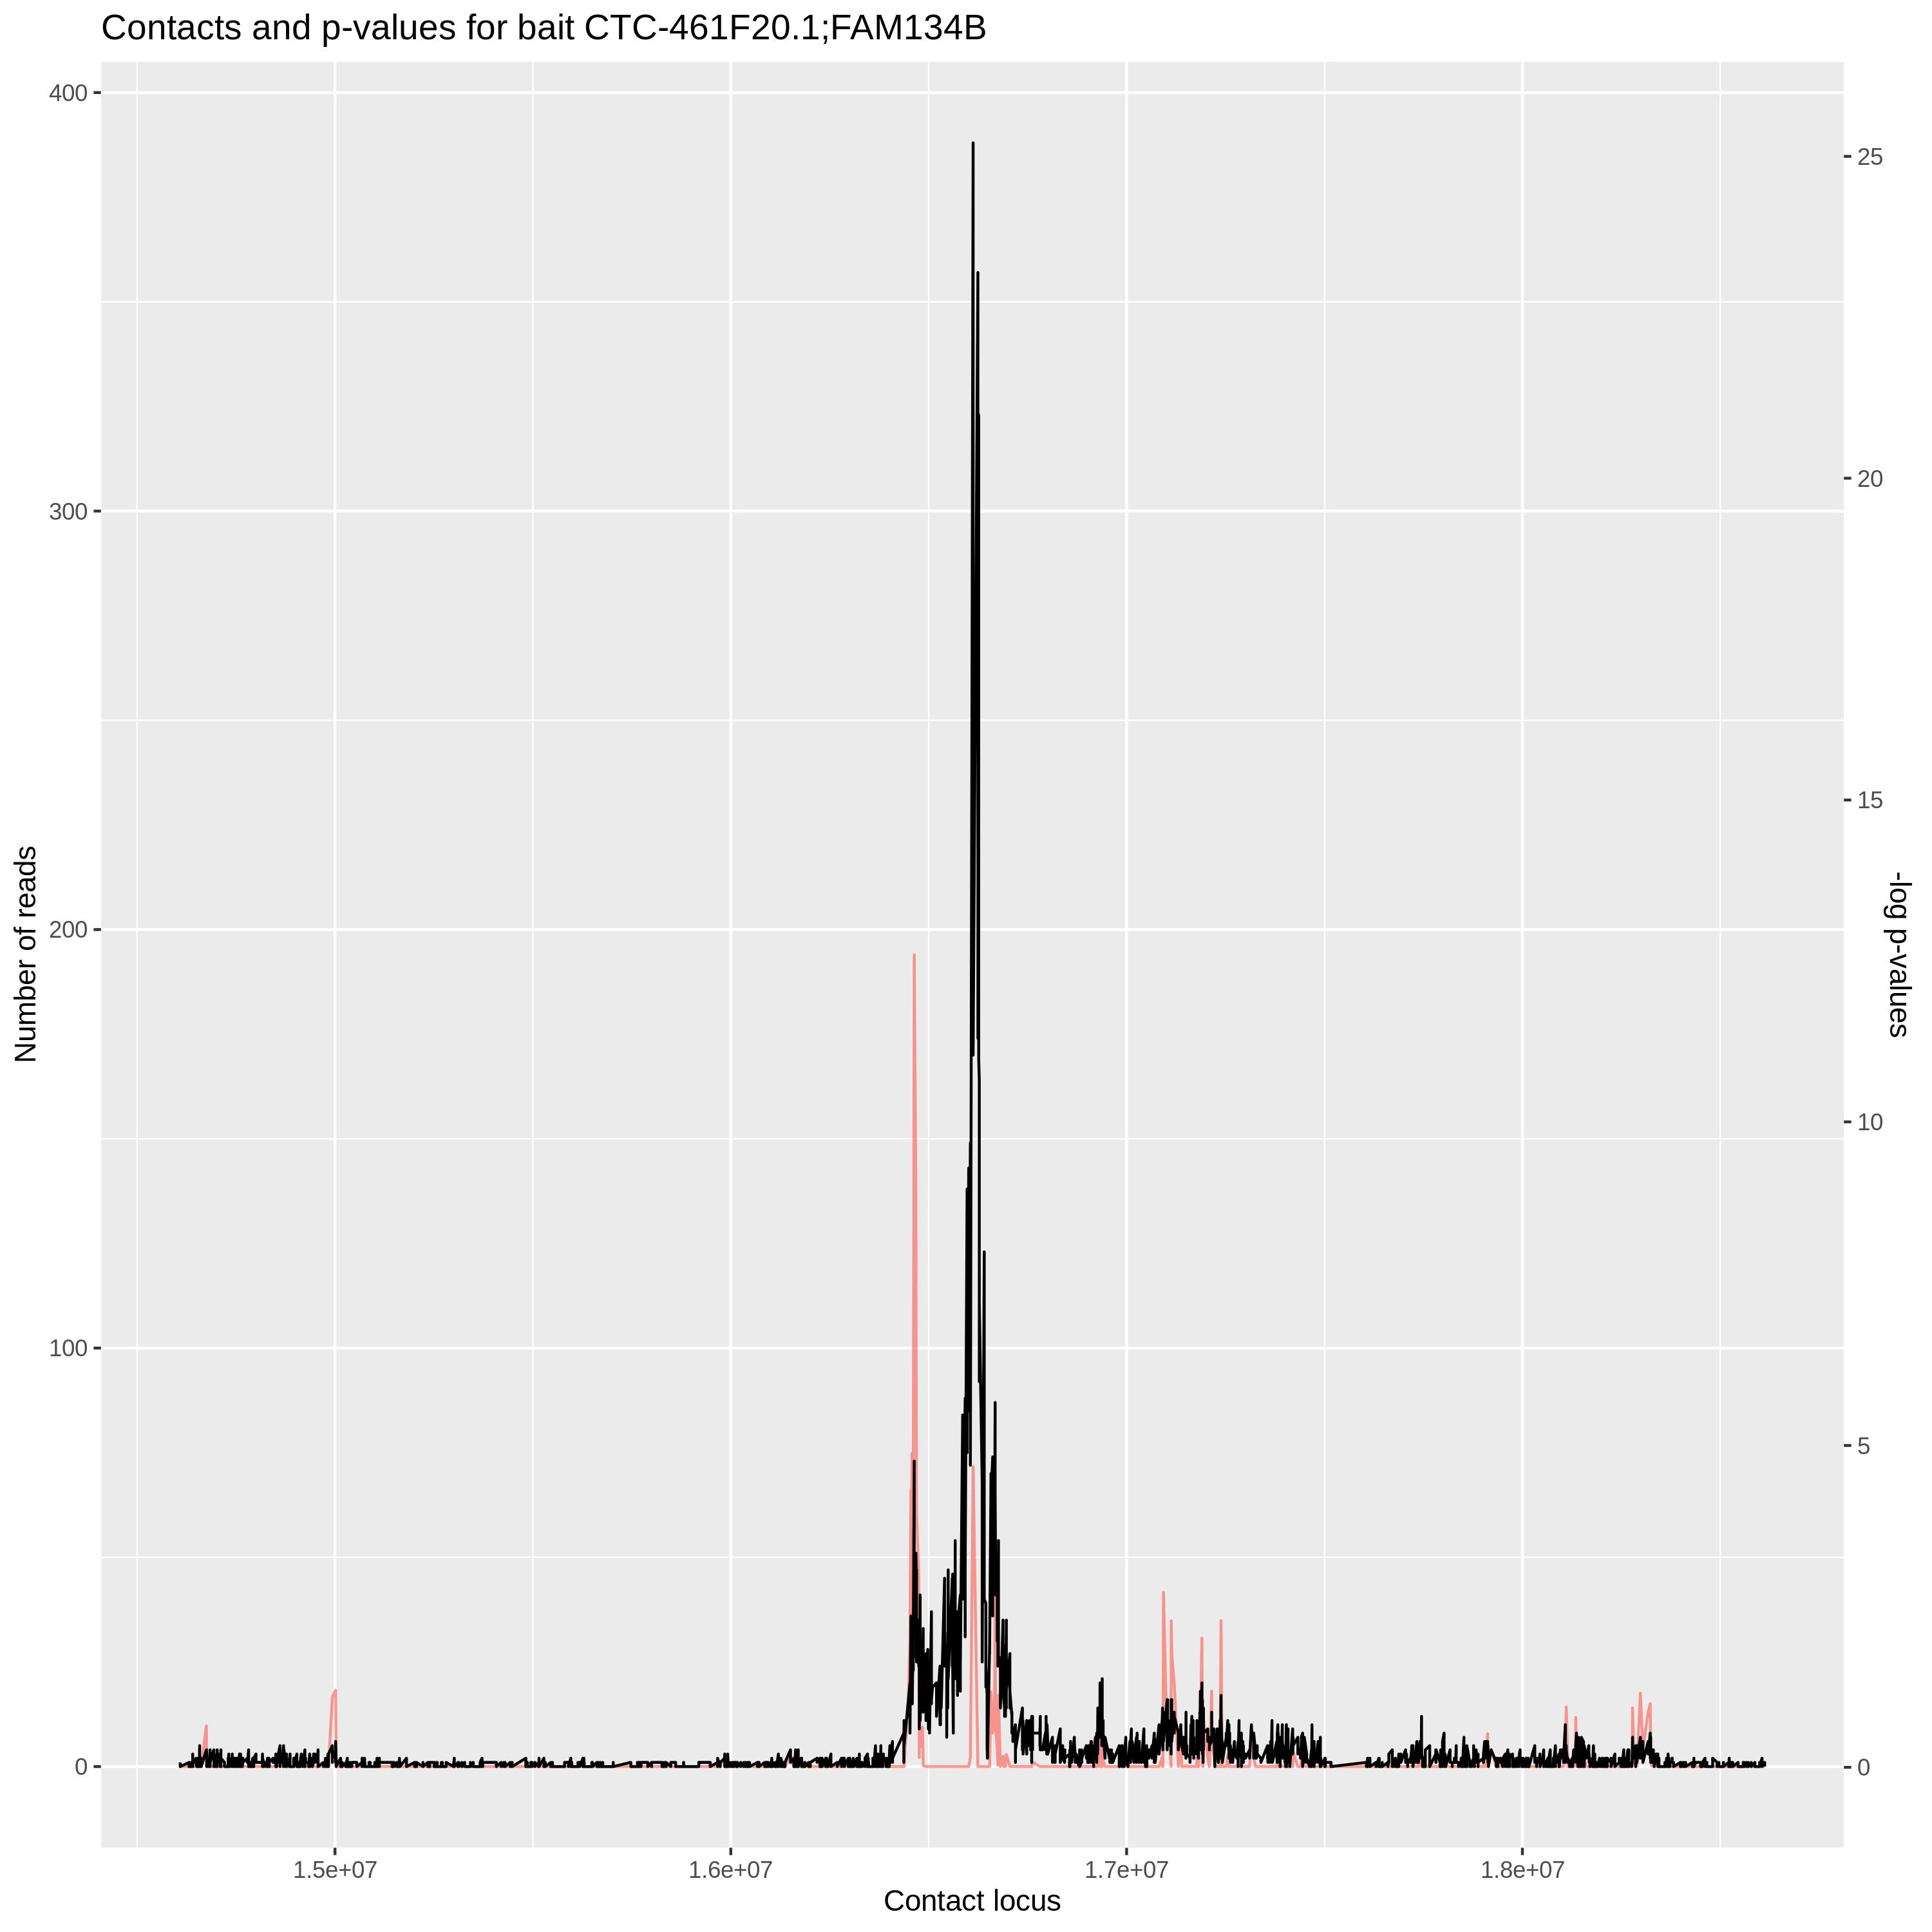 Contacts and p-values for bait CTC-461F20.1;FAM134B
400
300
200
100
0
Number of reads
25
20
15
10
5
0
-log p-values
1.5e+07
1.6e+07
1.7e+07
1.8e+07
Contact locus